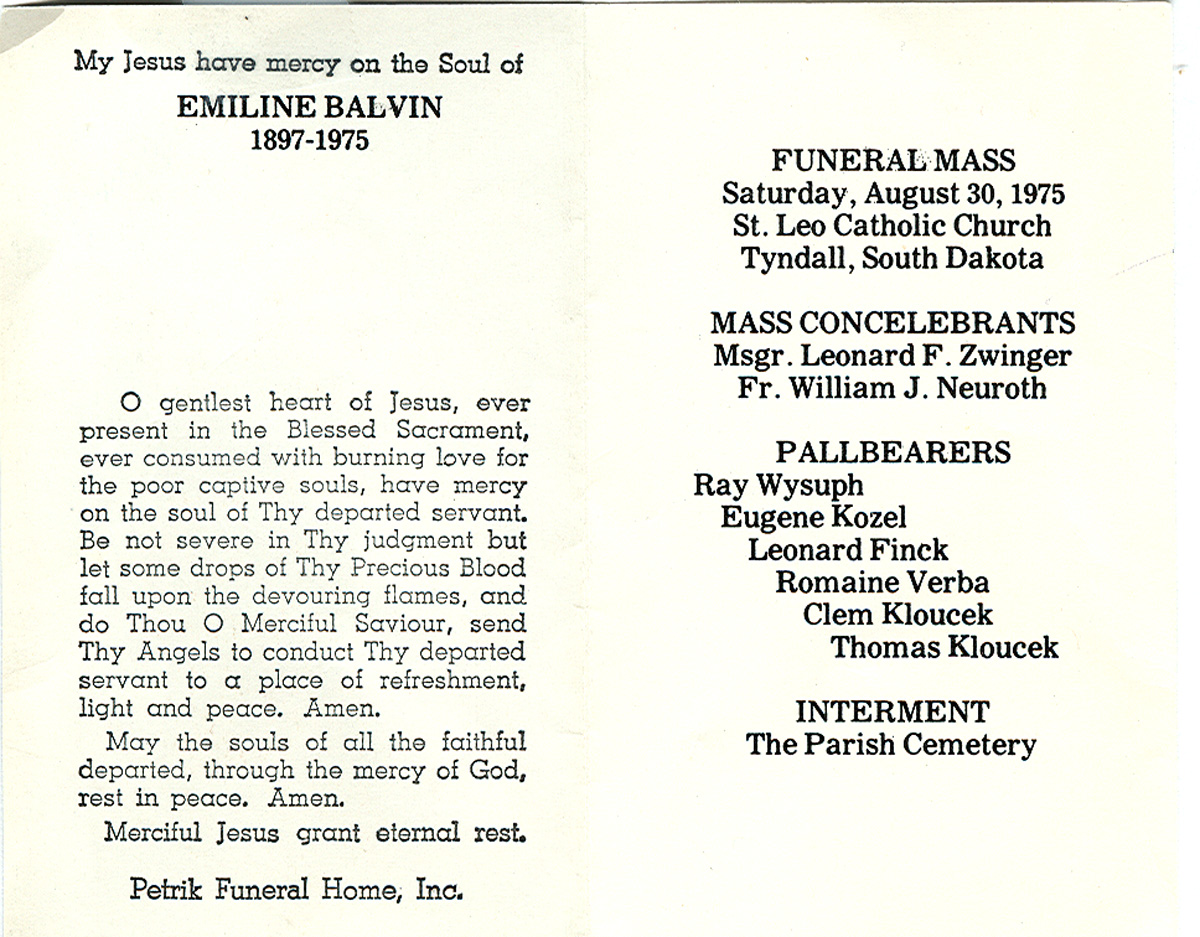 My Jesus have mercy on the Soul of
EMILINE BALVIN
1897-1975
O gentlest heart of Jesus, ever
present in the Blessed Sacrament,
ever consumed with burning love for
the poor captive souls, have mercy
on the soul of Thy departed servant.
Be not severe in Thy judgment but
let some drops of Thy Precious Blood
fall upon the devouring flames, and
do Thou O Merciful Saviour, send
Thy Angels to conduct Thy departed
servant to a place of refreshment,
light and peace. Amen.
May the souls of all the faithful
departed, through the mercy of God,
rest in peace. Amen.
Merciful Jesus grant eternal rest.
Petrik Funeral Home, Inc.
FUNERAL MASS
Saturday, August 30, 1975
St. Leo Catholic Church
Tyndall, South Dakota
MASS CONCELEBRANTS
Msgr. Leonard F. Zwinger
Fr. William J. Neuroth
PALLBEARERS
Ray Wysuph
Eugene Kozel
Leonard Finck
Romaine Verba
Clem Kloucek
Thomas Kloucek
INTERMENT
The Parish Cemetery